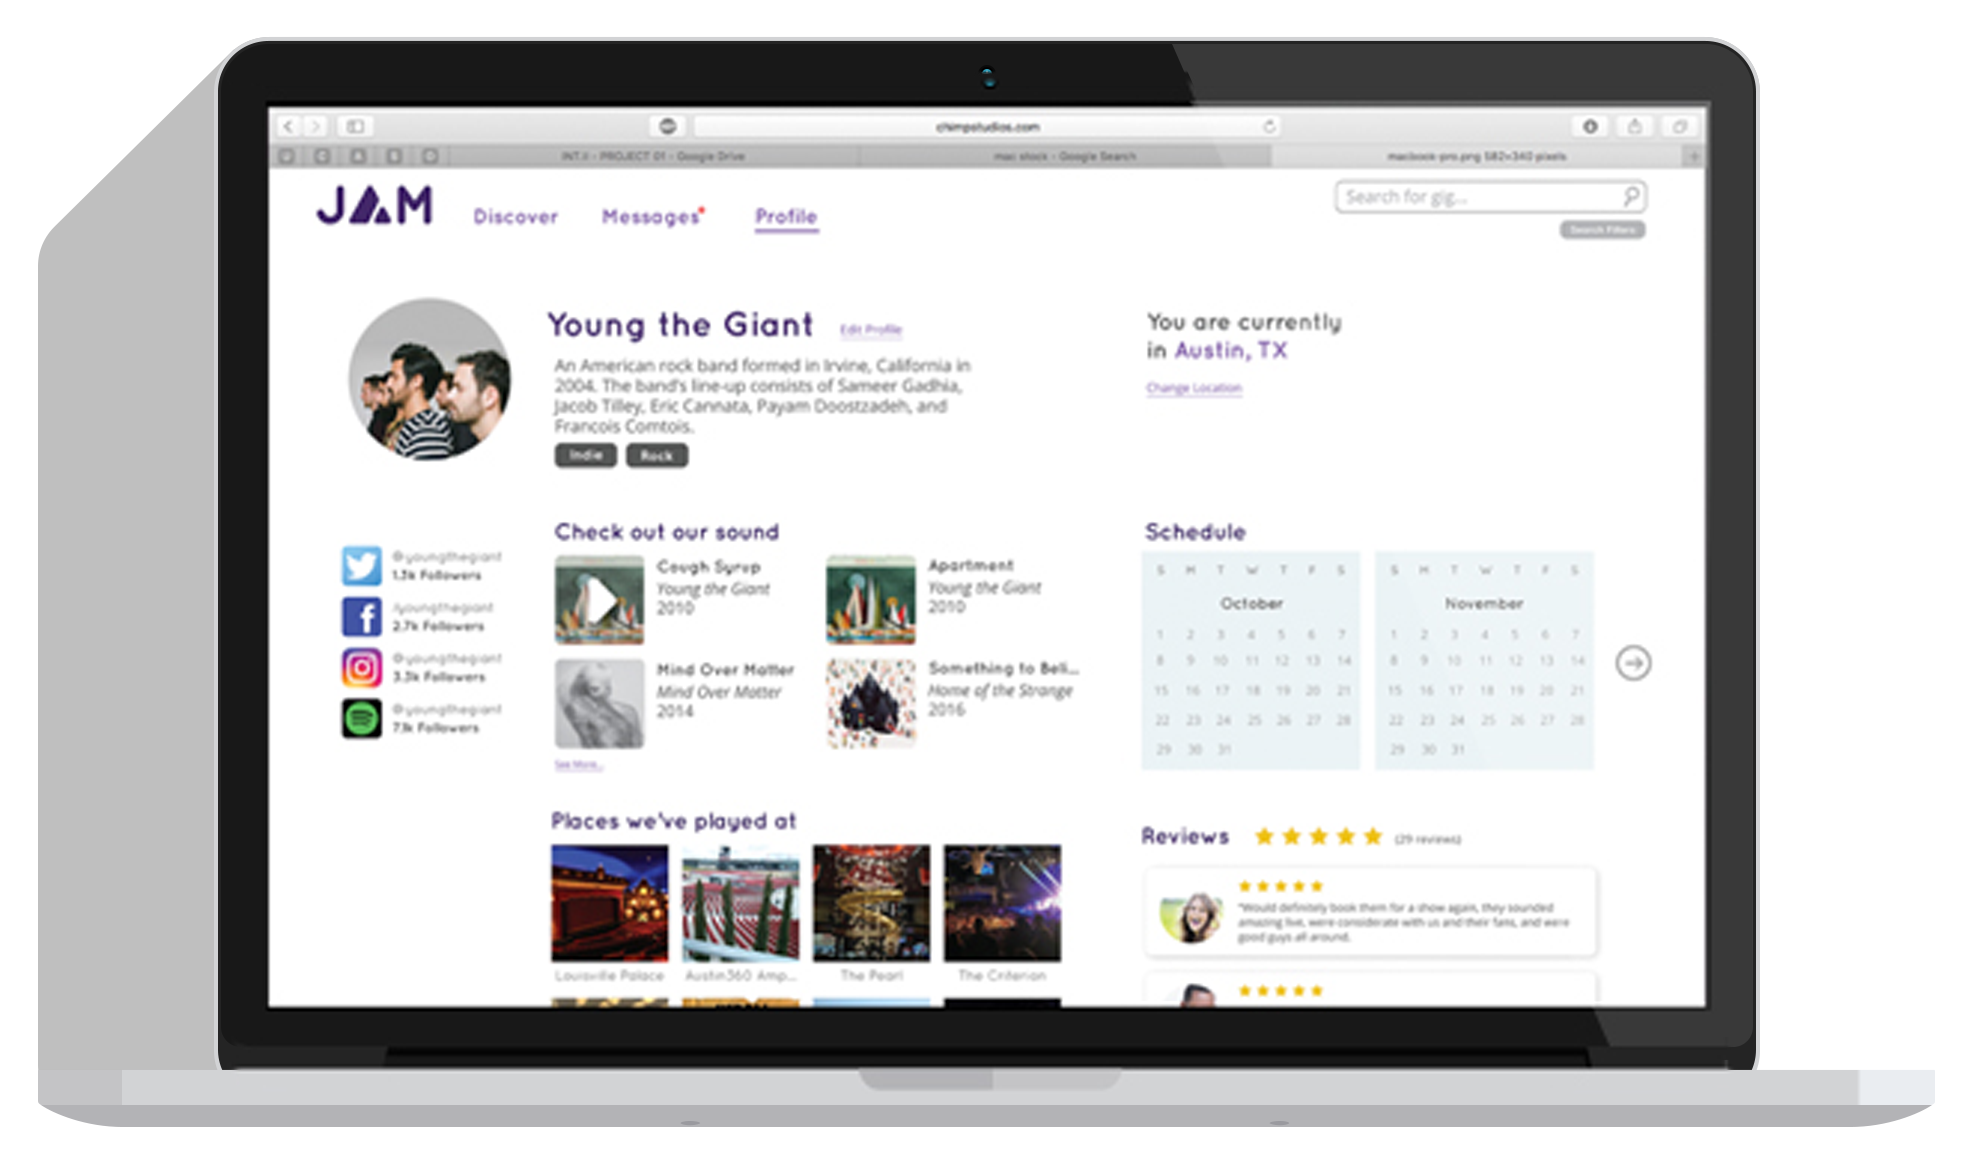 chimpstudios.com
INT.II - PROJECT 01 - Google Drive
mac stock - Google Search
macbook-pro.png 582×340 pixels
JAM
Discover
Messages
Profile
Search for gig...
Search Filters
Young the Giant
Edit Profile
An American rock band formed in Irvine, California in
2004. The band's line-up consists of Sameer Gadhia,
Jacob Tilley, Eric Cannata, Payam Doostzadeh, and
Francois Comtois.
Indie
Rock
You are currently
in Austin, TX
Change Location
@youngthegiant
1.3k Followers
/youngthegiant
2.7k Followers
@youngthegiant
3.3k Followers
@youngthegiant
7.1k Followers
Check out our sound
Cough Syrup
Young the Giant
2010
Apartment
Young the Giant
2010
Mind Over Matter
Mind Over Matter
2014
Something to Beli...
Home of the Strange
2016
See More...
Schedule
S M T W T F S
October
1 2 3 4 5 6 7
8 9 10 11 12 13 14
15 16 17 18 19 20 21
22 23 24 25 26 27 28
29 30 31
S M T W T F S
November
1 2 3 4 5 6 7
8 9 10 11 12 13 14
15 16 17 18 19 20 21
22 23 24 25 26 27 28
29 30 31
Places we've played at
Louisville Palace
Austin360 Amp...
The Pearl
The Criterion
Reviews
(29 reviews)
"Would definitely book them for a show again, they sounded
amazing live, were considerate with us and their fans, and were
good guys all around.